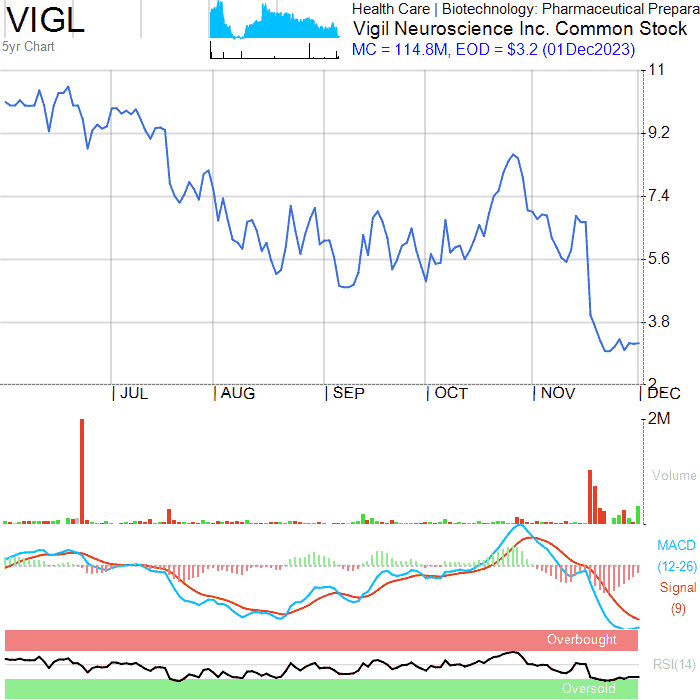 VIGL
5yr Chart
Health Care | Biotechnology: Pharmaceutical Prepara
Vigil Neuroscience Inc. Common Stock
MC = 114.8M, EOD = $3.2 (01Dec2023)
11
9.2
7.4
5.6
3.8
2
JUL AUG SEP OCT NOV DEC
2M
Volume
MACD
(12-26)
Signal
(9)
Overbought
RSI(14)
Oversold